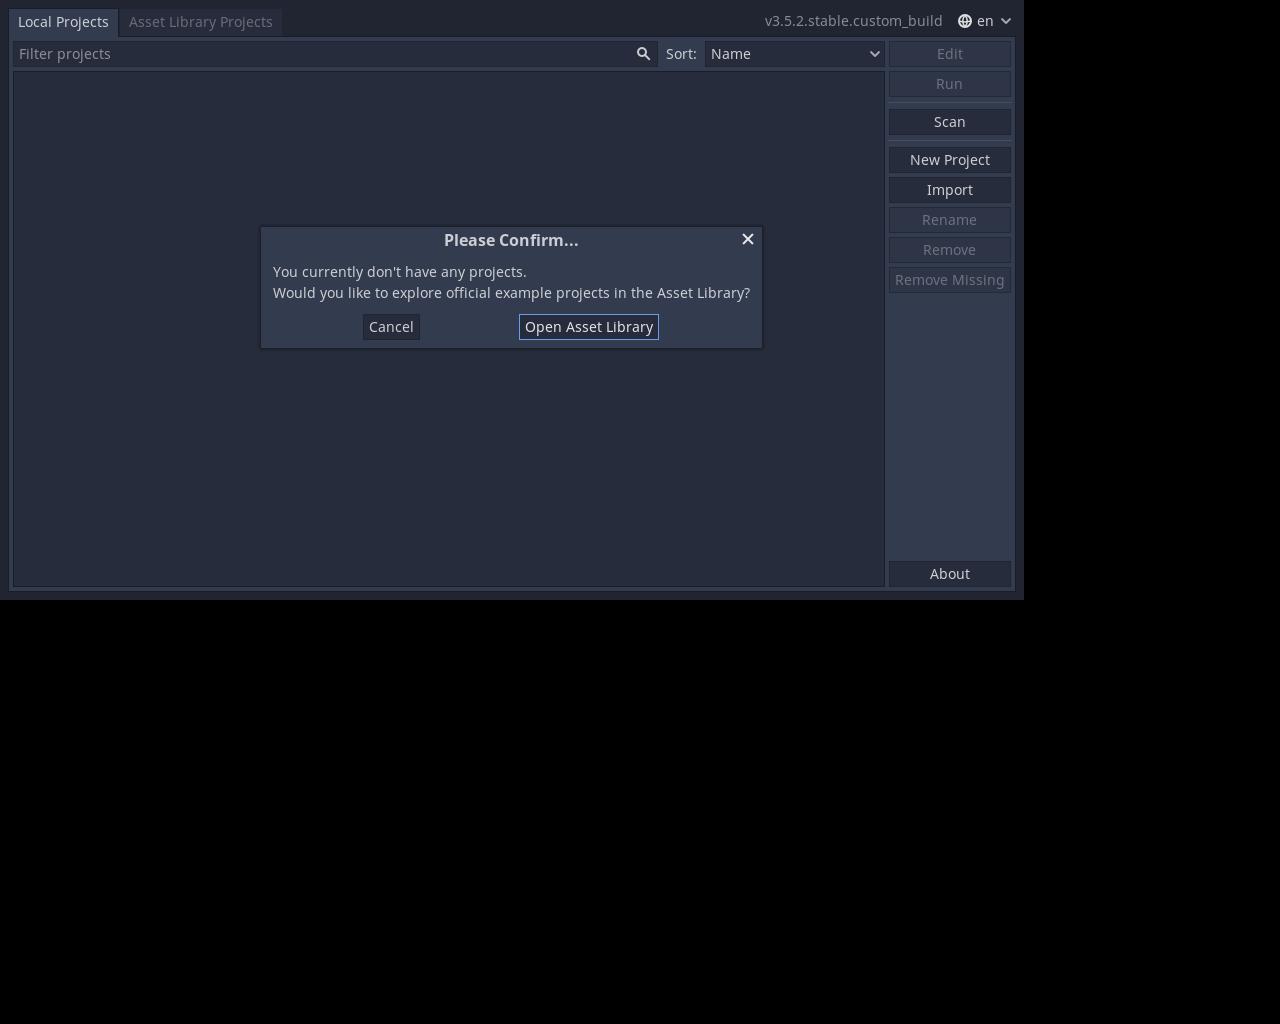 Local Projects
Asset Library Projects
v3.5.2.stable.custom_build
en
Filter projects
Sort:
Name
Edit
Run
Scan
New Project
Import
Rename
Remove
Remove Missing
Please Confirm...
You currently don't have any projects.
Would you like to explore official example projects in the Asset Library?
Cancel
Open Asset Library
About